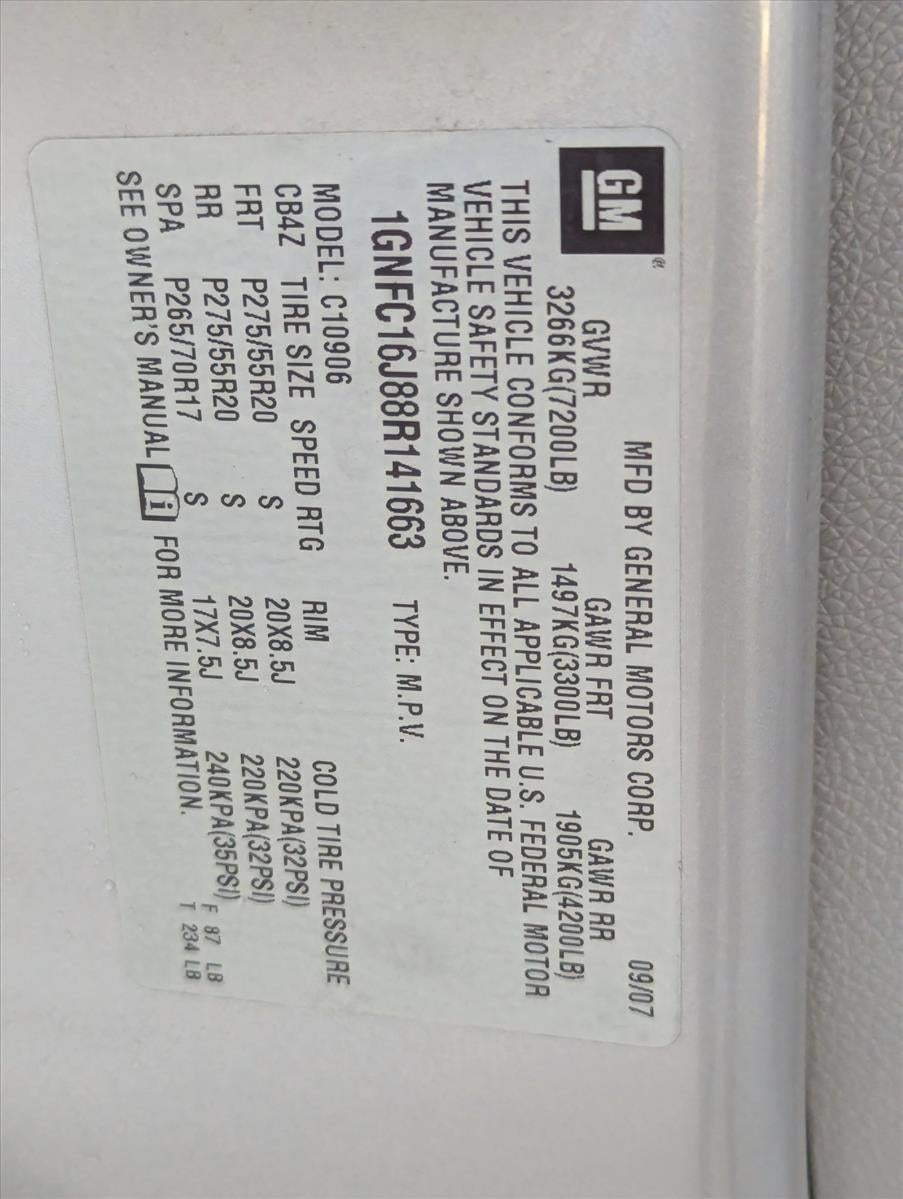 GM ®
MFD BY GENERAL MOTORS CORP. 09/07
GVWR GAWR FRT GAWR RR
3266KG(7200LB) 1497KG(3300LB) 1905KG(4200LB)
THIS VEHICLE CONFORMS TO ALL APPLICABLE U.S. FEDERAL MOTOR
VEHICLE SAFETY STANDARDS IN EFFECT ON THE DATE OF
MANUFACTURE SHOWN ABOVE.
1GNFC16J88R141663 TYPE: M.P.V.
MODEL: C10906
CB4Z TIRE SIZE SPEED RTG RIM COLD TIRE PRESSURE
FRT P275/55R20 S 20X8.5J 220KPA(32PSI)
RR P275/55R20 S 20X8.5J 220KPA(32PSI)
SPA P265/70R17 S 17X7.5J 240KPA(35PSI)
SEE OWNER'S MANUAL i FOR MORE INFORMATION.
F 87 LB
T 234 LB